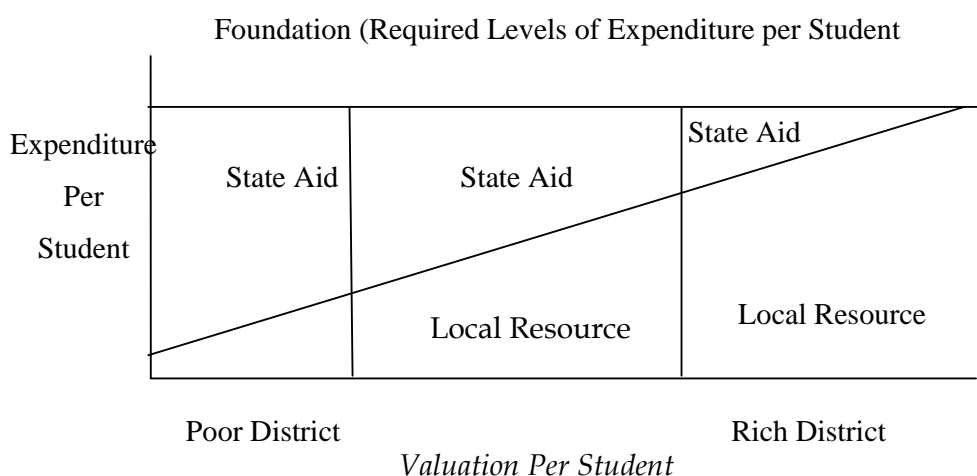 Foundation (Required Levels of Expenditure per Student
State Aid
Expenditure
Per
Student
State Aid
State Aid
Local Resource
Local Resource
Poor District
Rich District
Valuation Per Student